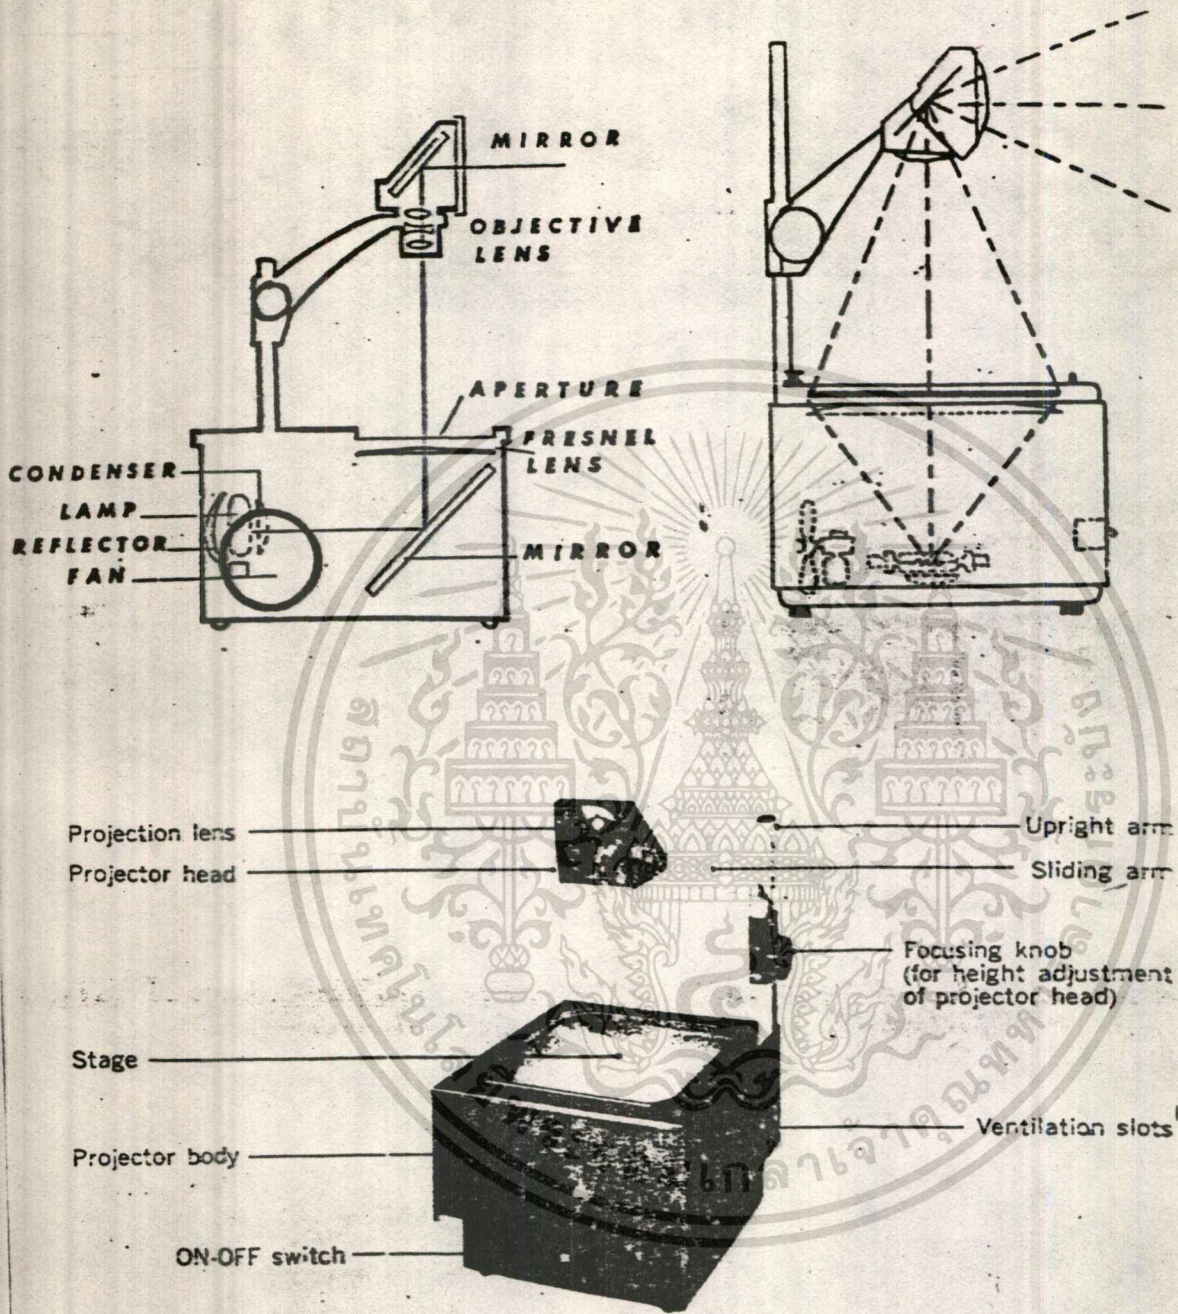 MIRROR
OBJECTIVE
LENS
APERTURE
FRESNEL
LENS
CONDENSER
LAMP
REFLECTOR
FAN
MIRROR
Projection lens
Projector head
Upright arm
Sliding arm
Focusing knob
(for height adjustment
of projector head)
Stage
Ventilation slots
Projector body
ON-OFF switch